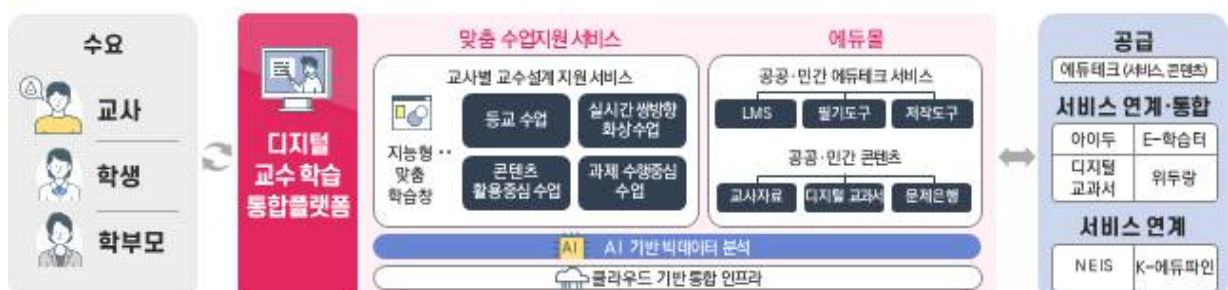 수요
교사
학생
학부모
디지털
교수 학습
통합플랫폼
맞춤 수업지원 서비스
교사별 교수설계 지원 서비스
지능형
맞춤
학습창
등교 수업
실시간 쌍방향
화상수업
콘텐츠
활용중심 수업
과제 수행중심
수업
에듀몰
공공·민간 에듀테크 서비스
LMS
필기도구
저작도구
공공·민간 콘텐츠
교사자료
디지털 교과서
문제은행
AI
AI 기반 빅데이터 분석
클라우드 기반 통합 인프라
공급
에듀테크 (서비스, 콘텐츠)
서비스 연계·통합
아이두
E-학습터
디지털
교과서
위두랑
서비스 연계
NEIS
K-에듀파인